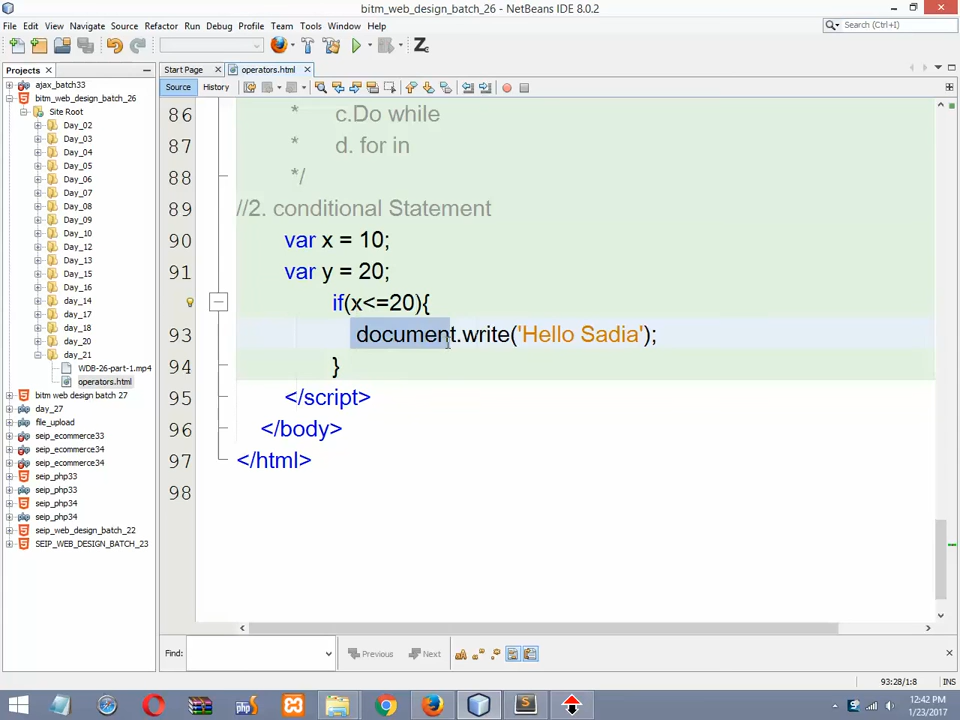 bitm_web_design_batch_26 - NetBeans IDE 8.0.2
File Edit View Navigate Source Refactor Run Debug Profile Team Tools Window Help
Search (Ctrl+I)
Projects
Start Page
operators.html
Source History
ajax_batch33
bitm_web_design_batch_26
Site Root
Day_02
Day_03
Day_04
Day_05
Day_06
Day_07
Day_08
Day_09
Day_10
Day_12
Day_13
Day_15
Day_16
day_14
day_17
day_18
day_20
day_21
WDB-26-part-1.mp4
operators.html
bitm web design batch 27
day_27
file_upload
seip_ecommerce33
seip_ecommerce34
seip_ecommerce34
seip_php33
seip_php33
seip_php34
seip_php34
seip_web_design_batch_22
SEIP_WEB_DESIGN_BATCH_23
86 * c.Do while
87 * d. for in
88 */
89 //2. conditional Statement
90 var x = 10;
91 var y = 20;
if(x<=20){
93 document.write('Hello Sadia');
94 }
95 </script>
96 </body>
97 </html>
98
Find: Previous Next
93:28/1:8 INS
12:42 PM
1/23/2017